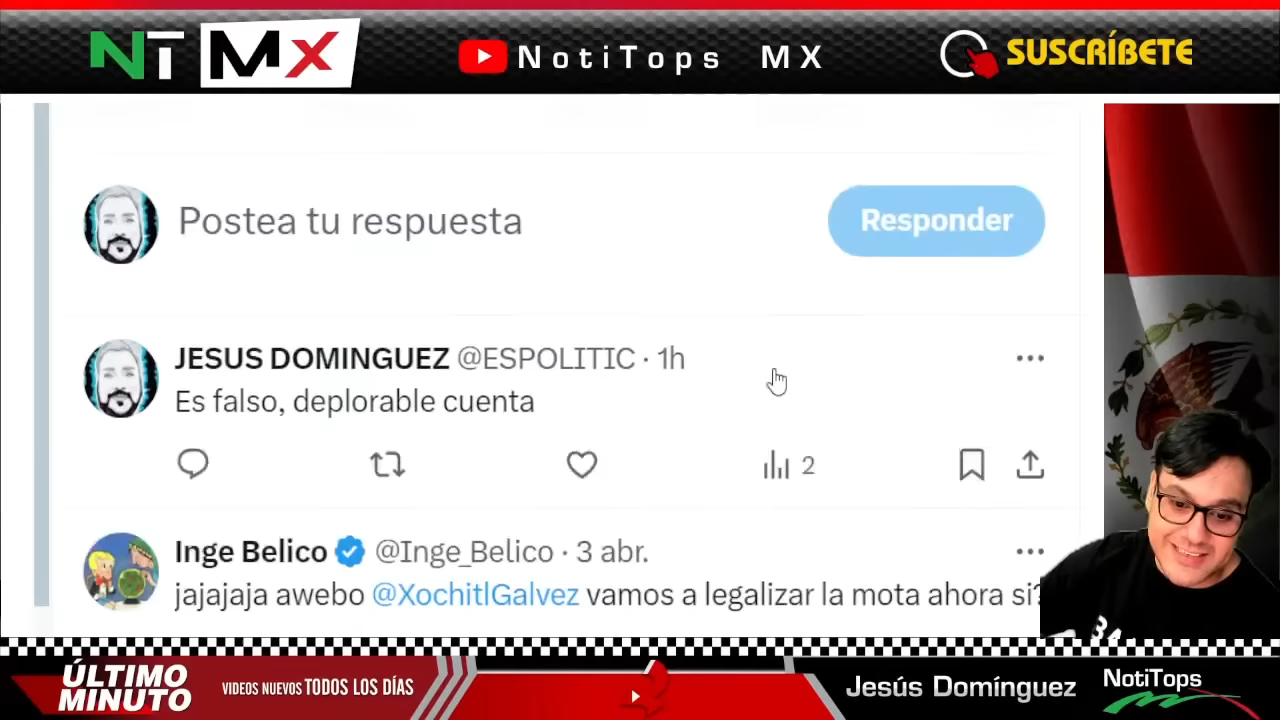 NT MX
NotiTops MX
SUSCRÍBETE
Postea tu respuesta
Responder
JESUS DOMINGUEZ @ESPOLITIC · 1h
Es falso, deplorable cuenta
2
Inge Belico @Inge_Belico · 3 abr.
jajajaja awebo @XochitlGalvez vamos a legalizar la mota ahora si?
ÚLTIMO
MINUTO
VIDEOS NUEVOS TODOS LOS DÍAS
Jesús Domínguez
NotiTops